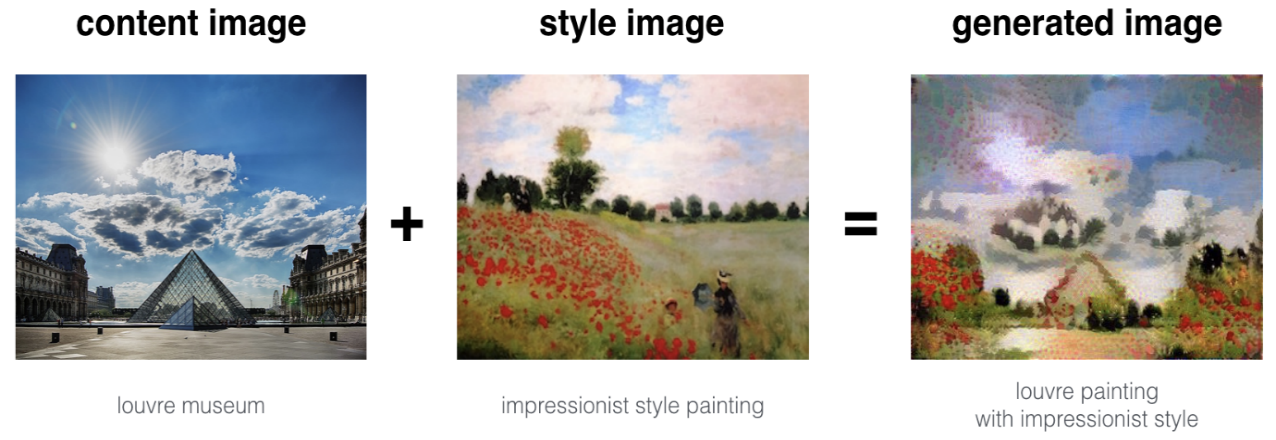 content image
style image
generated image
+
=
louvre museum
impressionist style painting
louvre painting
with impressionist style